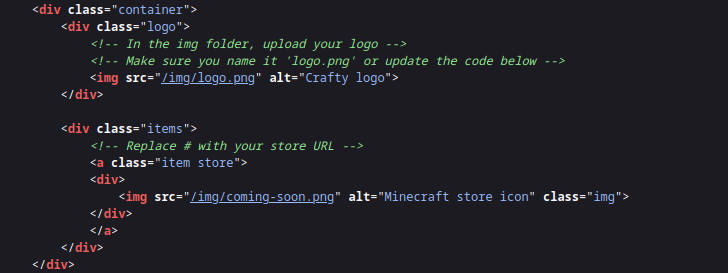 <div class="container">
<div class="logo">
<!-- In the img folder, upload your logo -->
<!-- Make sure you name it 'logo.png' or update the code below -->
<img src="/img/logo.png" alt="Crafty logo">
</div>
<div class="items">
<!-- Replace # with your store URL -->
<a class="item store">
<div>
<img src="/img/coming-soon.png" alt="Minecraft store icon" class="img">
</div>
</a>
</div>
</div>